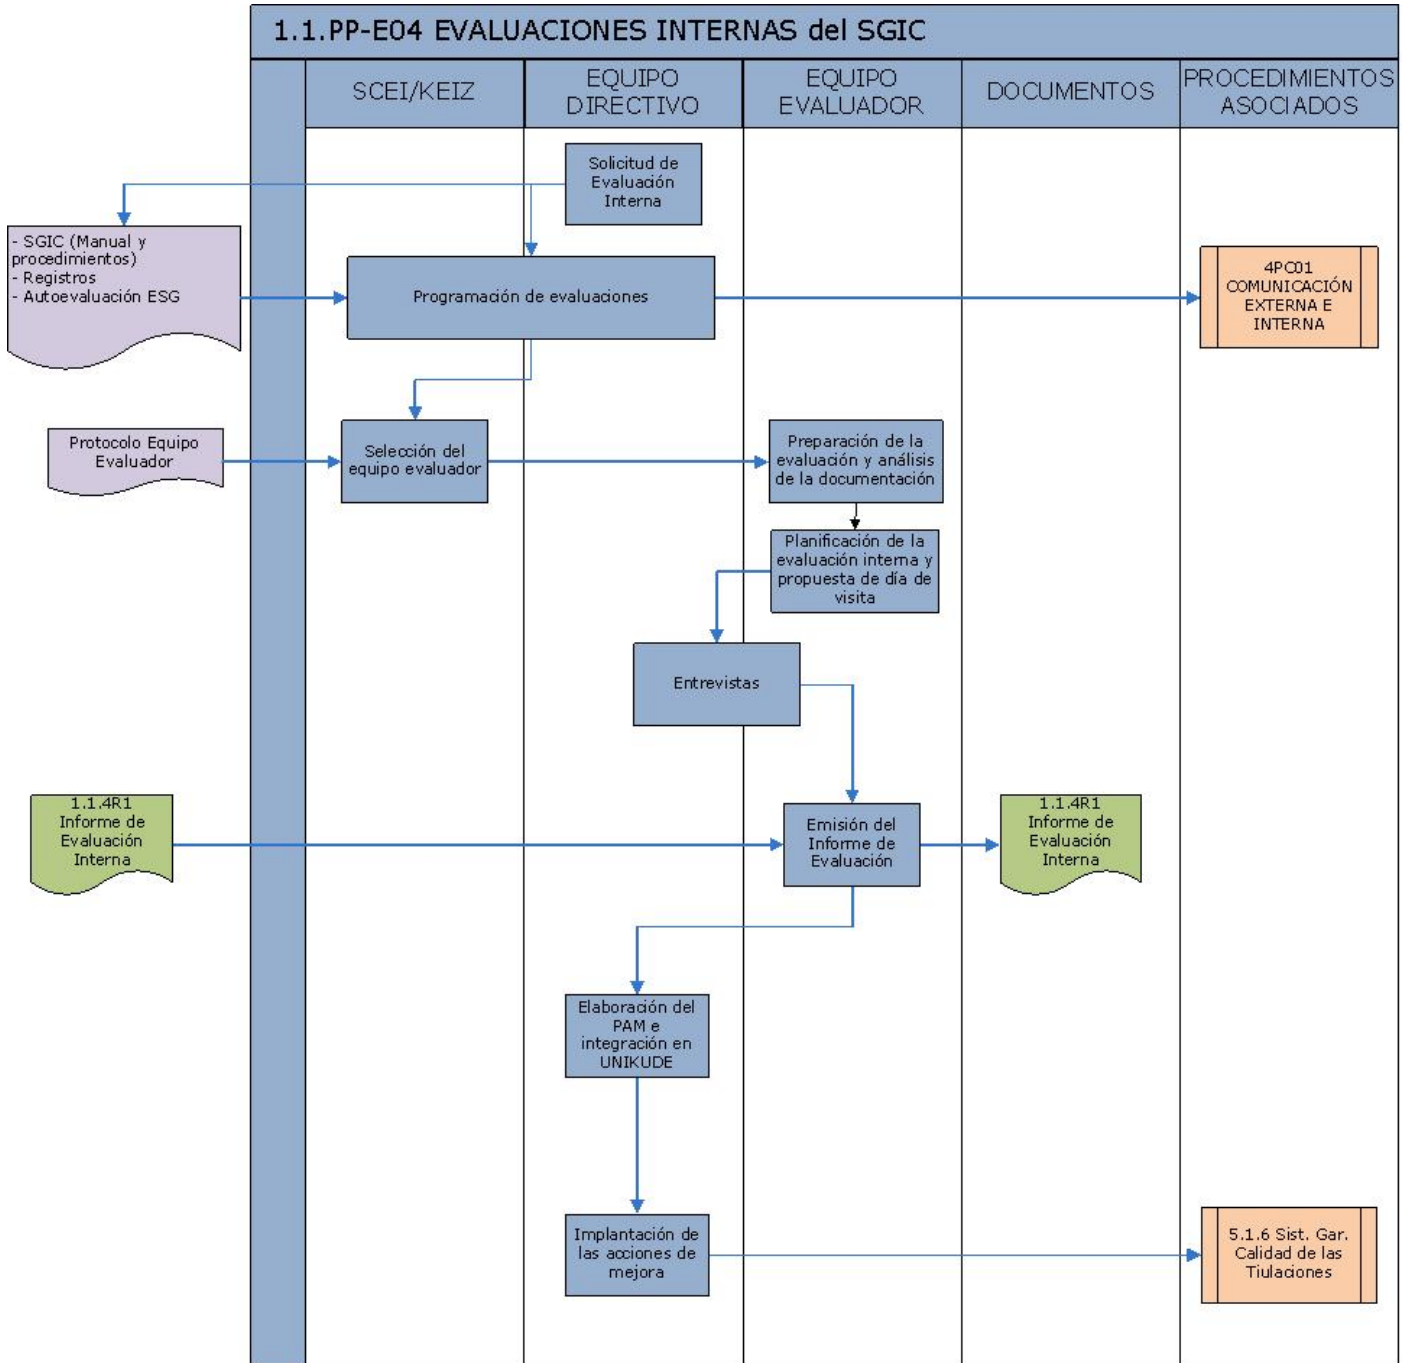 1.1.PP-E04 EVALUACIONES INTERNAS del SGIC
SCEI/KEIZ
EQUIPO
DIRECTIVO
EQUIPO
EVALUADOR
DOCUMENTOS
PROCEDIMIENTOS
ASOCIADOS
Solicitud de
Evaluación
Interna
- SGIC (Manual y
procedimientos)
- Registros
- Autoevaluación ESG
Programación de evaluaciones
4PC01
COMUNICACIÓN
EXTERNA E
INTERNA
Protocolo Equipo
Evaluador
Selección del
equipo evaluador
Preparación de la
evaluación y análisis
de la documentación
Planificación de la
evaluación interna y
propuesta de día de
visita
Entrevistas
1.1.4R1
Informe de
Evaluación
Interna
Emisión del
Informe de
Evaluación
1.1.4R1
Informe de
Evaluación
Interna
Elaboración del
PAM e
integración en
UNIKUDE
Implantación de
las acciones de
mejora
5.1.6 Sist. Gar.
Calidad de las
Tiulaciones